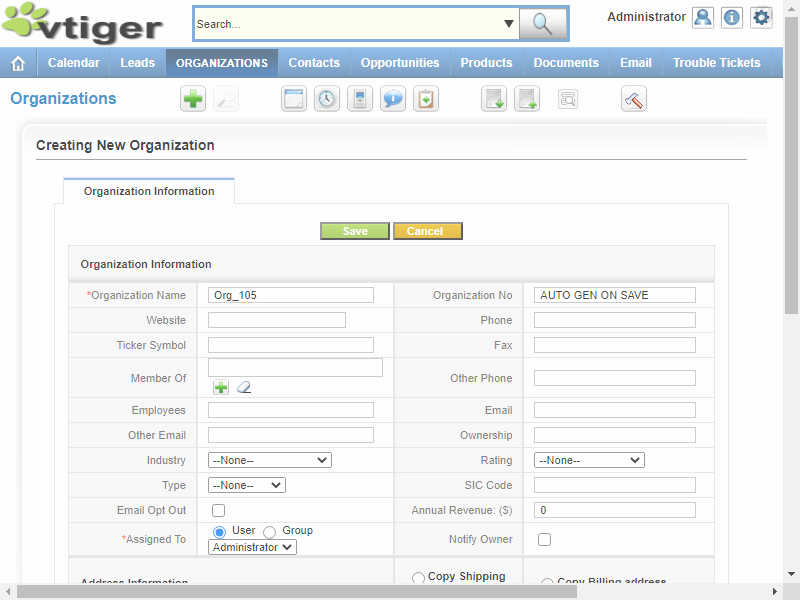 vtiger
Search...
Administrator
Calendar Leads ORGANIZATIONS Contacts Opportunities Products Documents Email Trouble Tickets
Organizations
Creating New Organization
Organization Information
Save Cancel
Organization Information
*Organization Name Org_105 Organization No AUTO GEN ON SAVE
Website Phone
Ticker Symbol Fax
Member Of Other Phone
Employees Email
Other Email Ownership
Industry --None-- Rating --None--
Type --None-- SIC Code
Email Opt Out Annual Revenue: ($) 0
*Assigned To User Group Administrator Notify Owner
Address Information Copy Shipping Copy Billing address